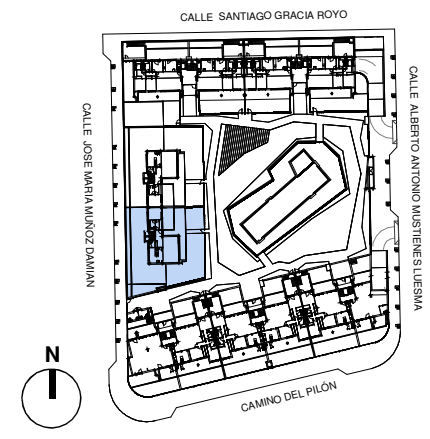 CALLE SANTIAGO GRACIA ROYO
CALLE JOSE MARIA MUÑOZ DAMIAN
CALLE ALBERTO ANTONIO MUSTIENES LUESMA
N
CAMINO DEL PILÓN